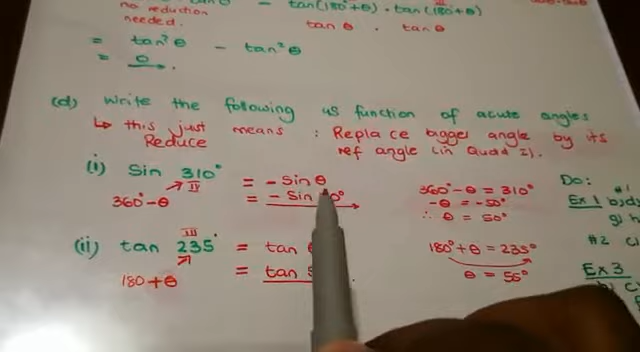 no reduction needed.
- tan(180°+θ) . tan(180°+θ)
tan θ . tan θ
= tan²θ - tan²θ
= 0.
(d) Write the following as function of acute angles
↳ this just means : Replace bigger angle by its
Reduce ref angle (in Quad I).
(i) Sin 310° = - Sin θ
IV
360° - θ = - Sin
360° - θ = 310°
- θ = - 50°
∴ θ = 50°
(ii) tan 235° = tan
III
180 + θ = tan
180° + θ = 235°
θ = 55°
Do:
Ex 1
#2
Ex 3